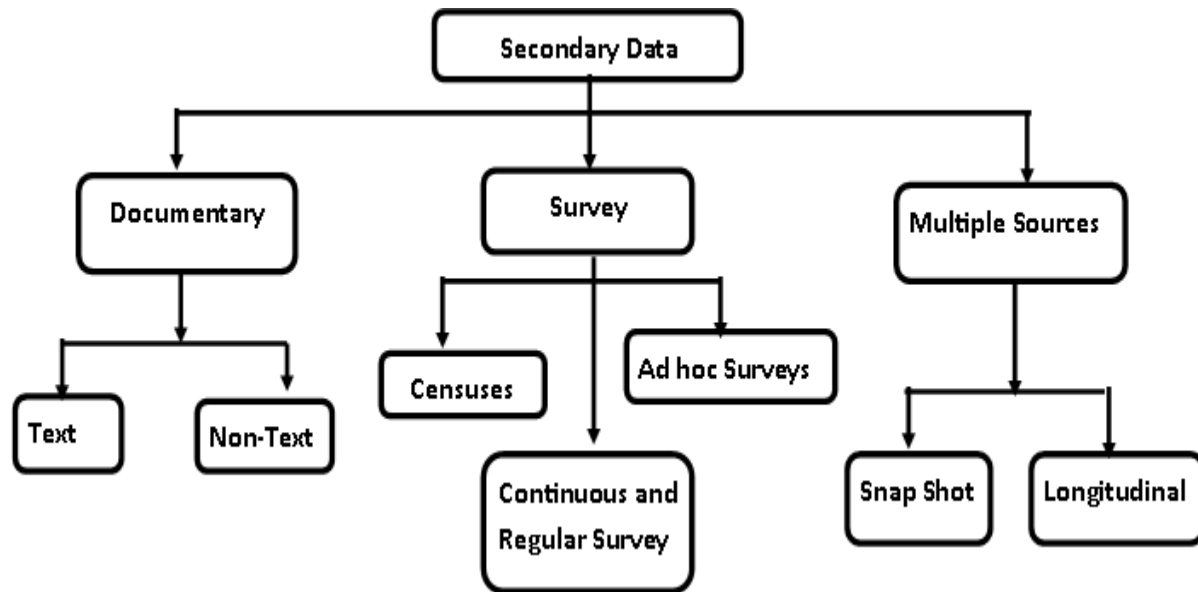 Secondary Data
Documentary
Survey
Multiple Sources
Censuses
Ad hoc Surveys
Text
Non-Text
Continuous and
Regular Survey
Snap Shot
Longitudinal